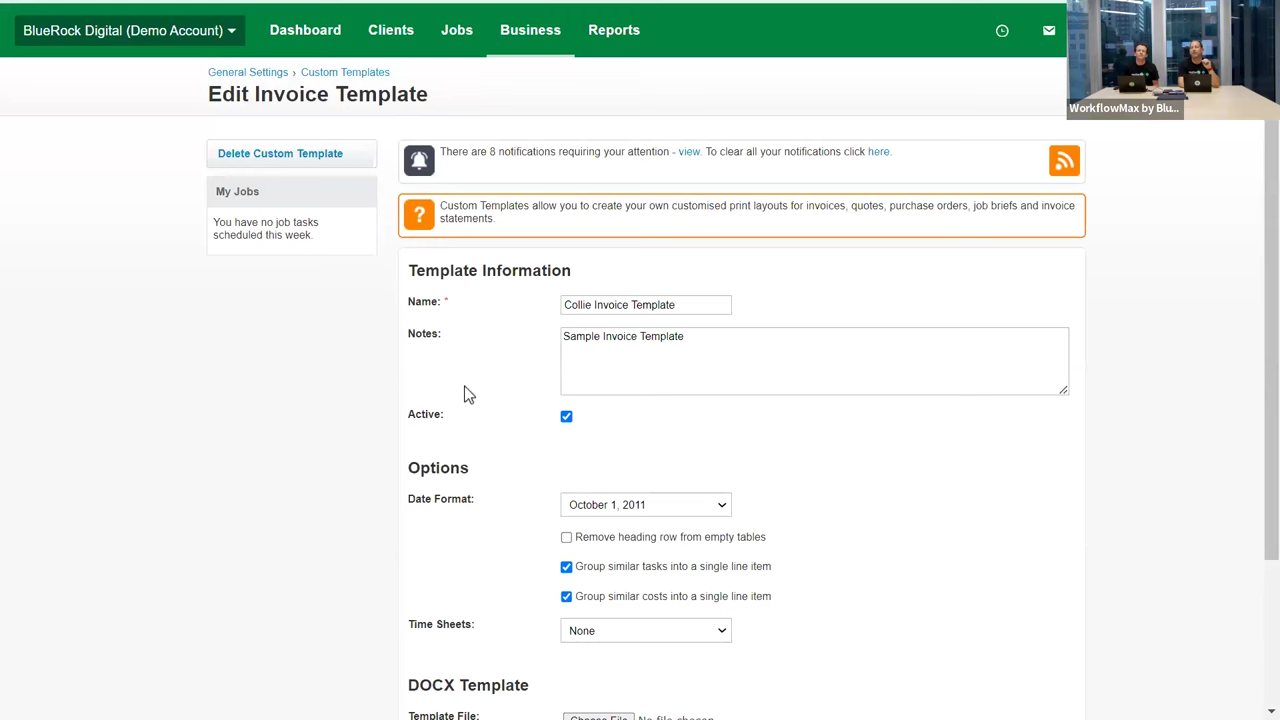 BlueRock Digital (Demo Account)
Dashboard
Clients
Jobs
Business
Reports
WorkflowMax by Blu...
General Settings › Custom Templates
Edit Invoice Template
Delete Custom Template
My Jobs
You have no job tasks
scheduled this week.
There are 8 notifications requiring your attention - view. To clear all your notifications click here.
?
Custom Templates allow you to create your own customised print layouts for invoices, quotes, purchase orders, job briefs and invoice
statements.
Template Information
Name: * Collie Invoice Template
Notes: Sample Invoice Template
Active:
Options
Date Format: October 1, 2011
Remove heading row from empty tables
Group similar tasks into a single line item
Group similar costs into a single line item
Time Sheets: None
DOCX Template
Template File: Choose File No file chosen